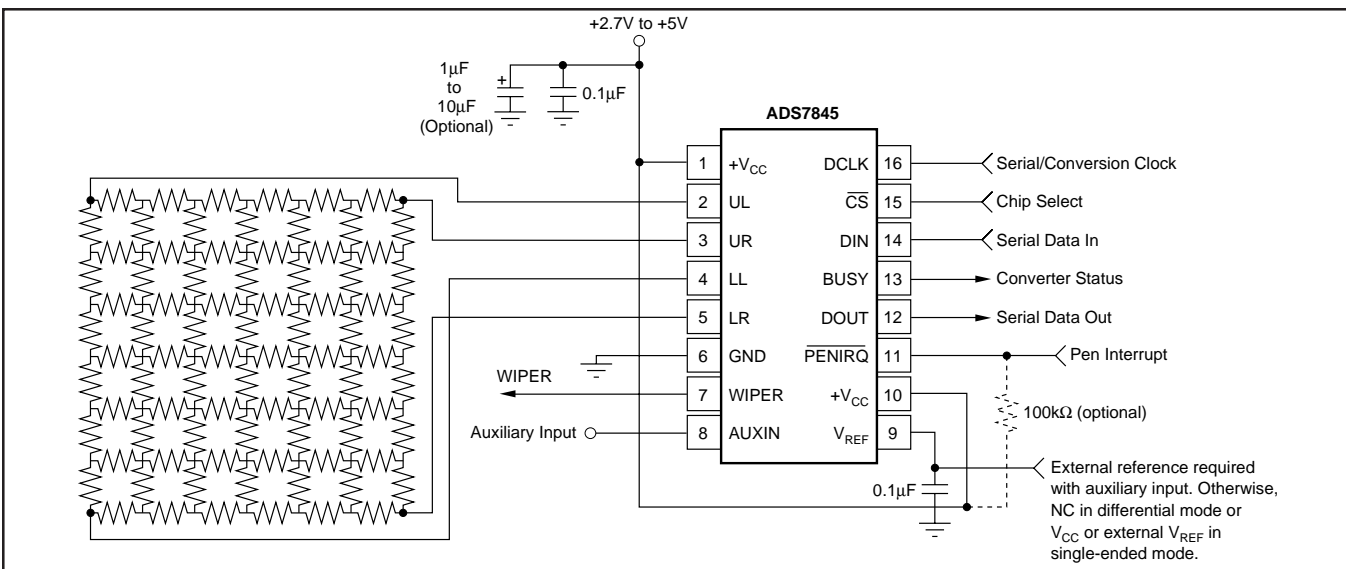 +2.7V to +5V
1µF
to
10µF
(Optional)
+
0.1µF
ADS7845
1
+VCC
DCLK
16
Serial/Conversion Clock
2
UL
CS
15
Chip Select
3
UR
DIN
14
Serial Data In
4
LL
BUSY
13
Converter Status
5
LR
DOUT
12
Serial Data Out
6
GND
PENIRQ
11
Pen Interrupt
WIPER
7
WIPER
+VCC
10
100kΩ (optional)
Auxiliary Input
8
AUXIN
VREF
9
0.1µF
External reference required
with auxiliary input. Otherwise,
NC in differential mode or
VCC or external VREF in
single-ended mode.